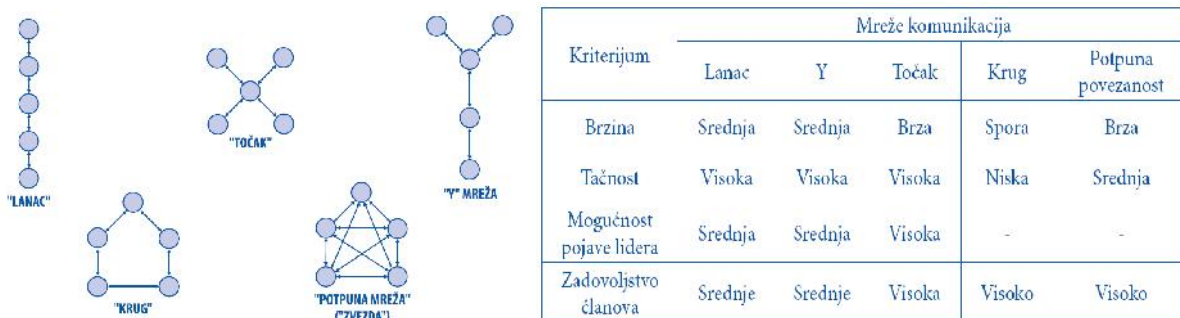 "LANAC"
"TOČAK"
"Y" MREŽA
"KRUG"
"POTPUNA MREŽA"
("ZVEZDA")
Mreže komunikacija
Kriterijum
Lanac Y Točak Krug Potpuna
povezanost
Brzina Srednja Srednja Brza Spora Brza
Tačnost Visoka Visoka Visoka Niska Srednja
Mogućnost
pojave lidera Srednja Srednja Visoka - -
Zadovoljstvo
članova Srednje Srednje Visoka Visoko Visoko